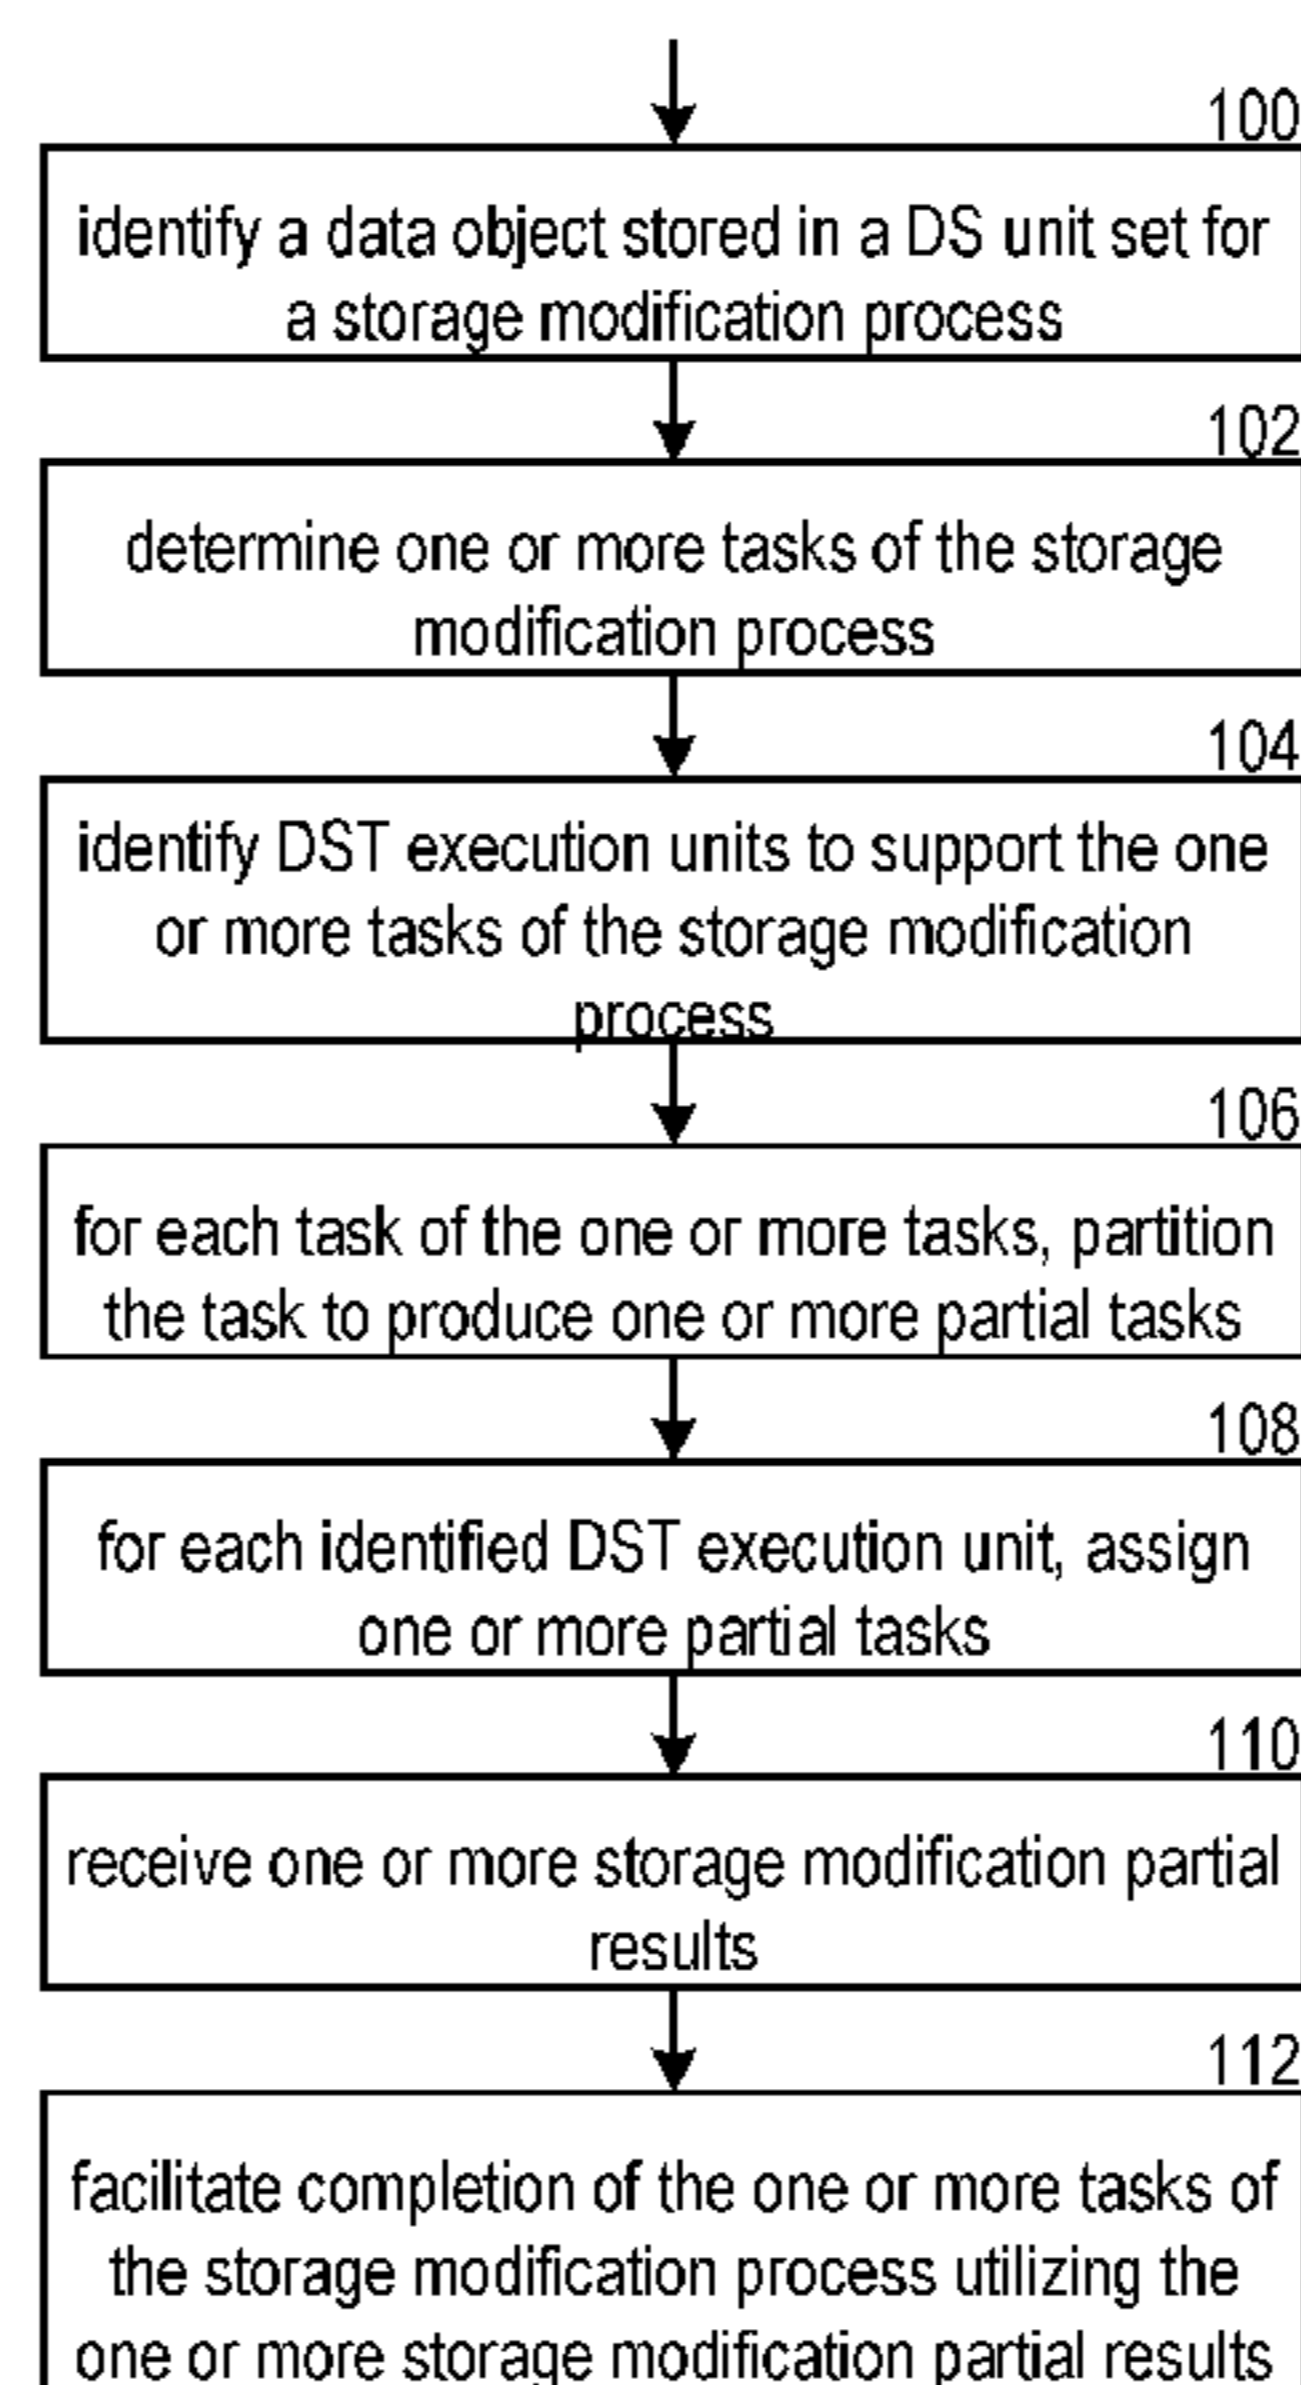 100
identify a data object stored in a DS unit set for
a storage modification process
102
determine one or more tasks of the storage
modification process
104
identify DST execution units to support the one
or more tasks of the storage modification
process
106
for each task of the one or more tasks, partition
the task to produce one or more partial tasks
108
for each identified DST execution unit, assign
one or more partial tasks
110
receive one or more storage modification partial
results
112
facilitate completion of the one or more tasks of
the storage modification process utilizing the
one or more storage modification partial results